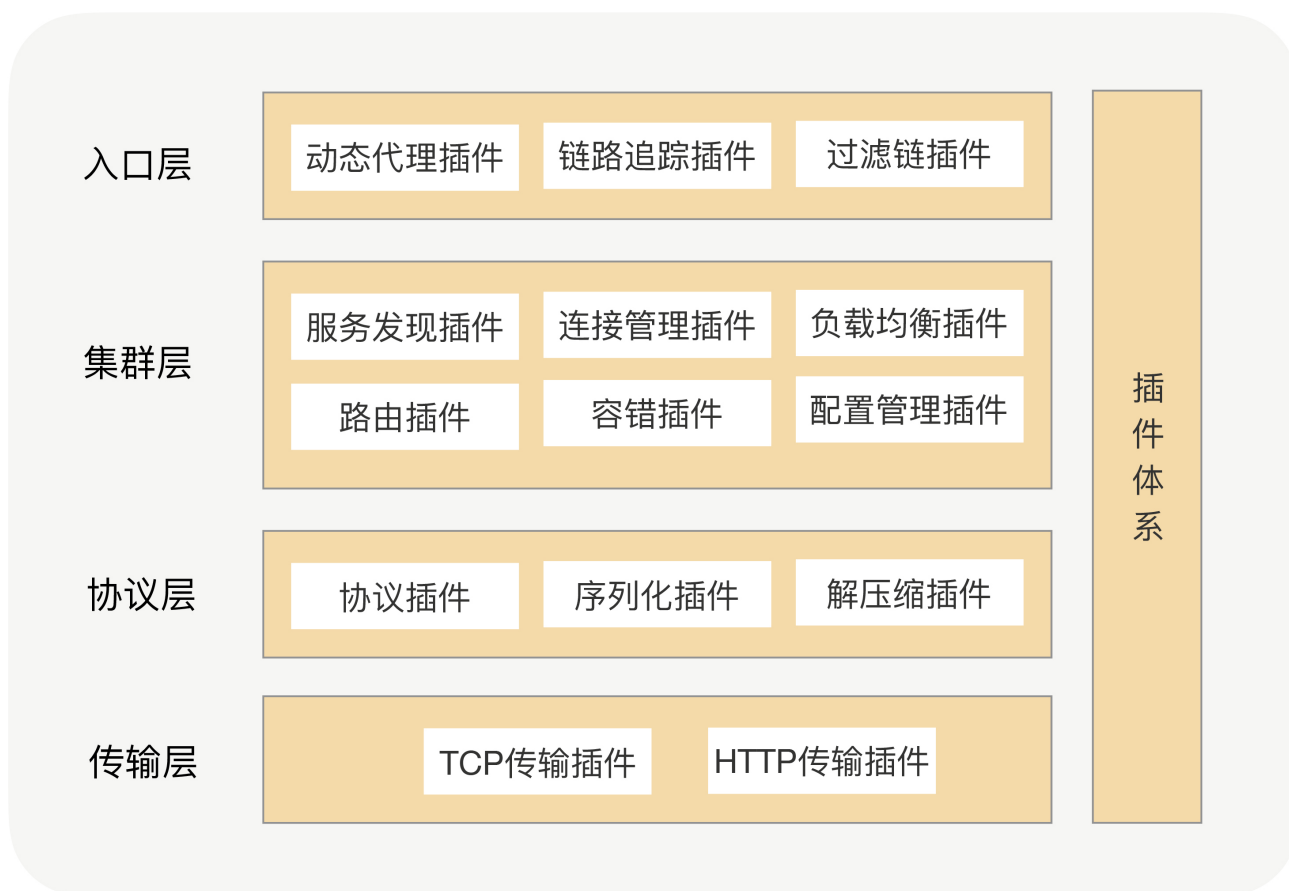 入口层
动态代理插件
链路追踪插件
过滤链插件
集群层
服务发现插件
连接管理插件
负载均衡插件
路由插件
容错插件
配置管理插件
协议层
协议插件
序列化插件
解压缩插件
传输层
TCP传输插件
HTTP传输插件
插
件
体
系